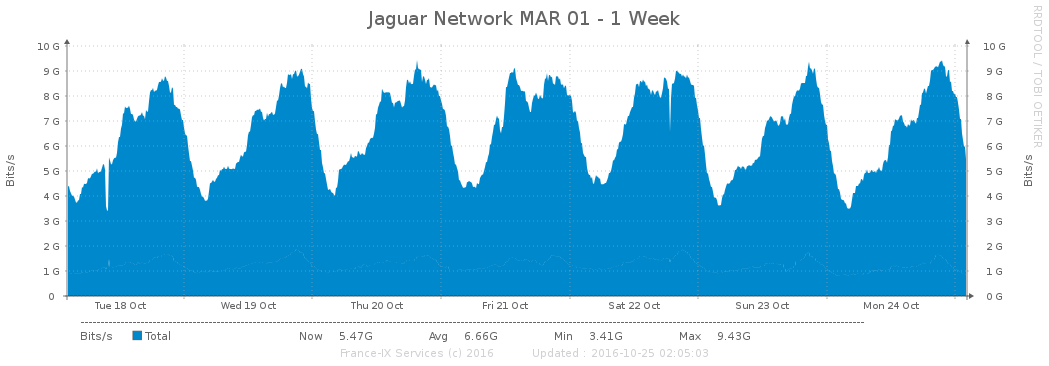 Jaguar Network MAR 01 - 1 Week
RRDTOOL / TOBI OETIKER
Bits/s
10 G 10 G
9 G 9 G
8 G 8 G
7 G 7 G
6 G 6 G
5 G 5 G
4 G 4 G
3 G 3 G
2 G 2 G
1 G 1 G
0 0 G
Bits/s
Tue 18 Oct Wed 19 Oct Thu 20 Oct Fri 21 Oct Sat 22 Oct Sun 23 Oct Mon 24 Oct
Bits/s Total Now 5.47G Avg 6.66G Min 3.41G Max 9.43G
France-IX Services (c) 2016 Updated : 2016-10-25 02:05:03